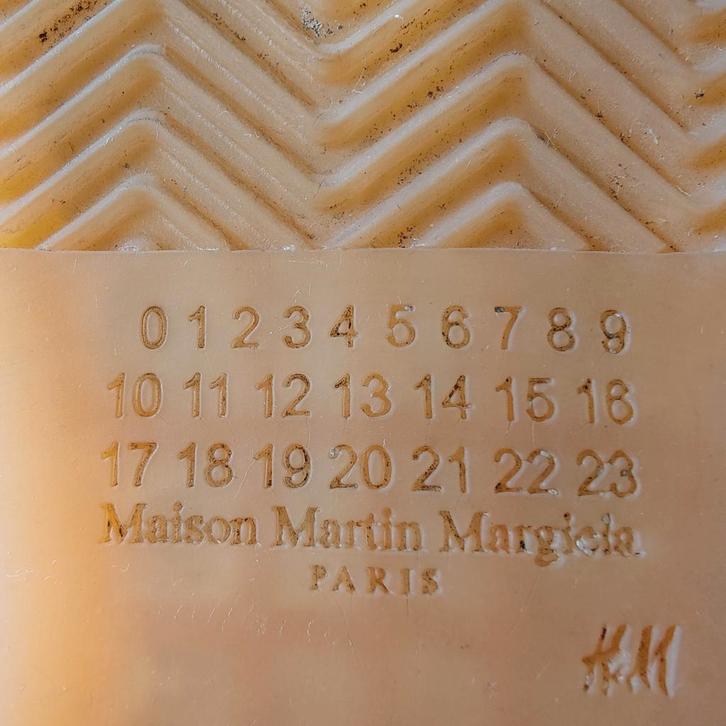 0 1 2 3 4 5 6 7 8 9
10 11 12 13 14 15 16
17 18 19 20 21 22 23
Maison Martin Margiela
PARIS
H&M